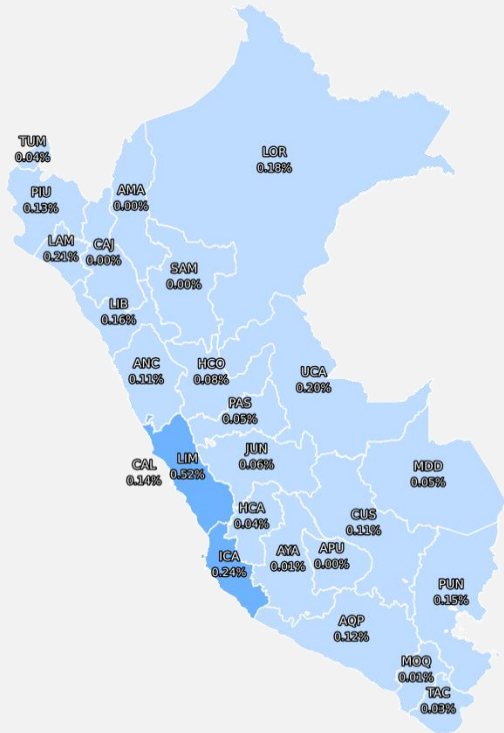 TUM
0.04%
LOR
0.18%
PIU
0.13%
AMA
0.00%
LAM
0.21%
CAJ
0.00%
SAM
0.00%
LIB
0.16%
ANC
0.11%
HCO
0.08%
UCA
0.20%
PAS
0.05%
JUN
0.06%
LIM
0.52%
CAL
0.14%
MDD
0.05%
HCA
0.04%
CUS
0.11%
ICA
0.24%
AYA
0.01%
APU
0.00%
PUN
0.15%
AQP
0.12%
MOQ
0.01%
TAC
0.03%